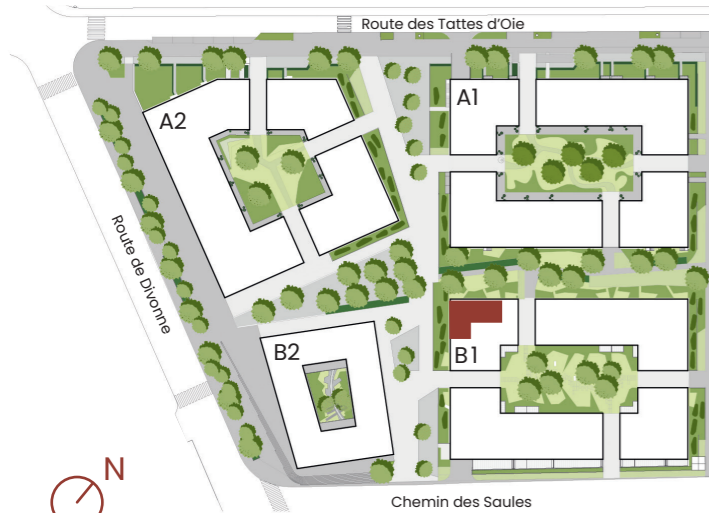 Route des Tattes d'Oie
A2
A1
Route de Divonne
B2
B1
N
Chemin des Saules